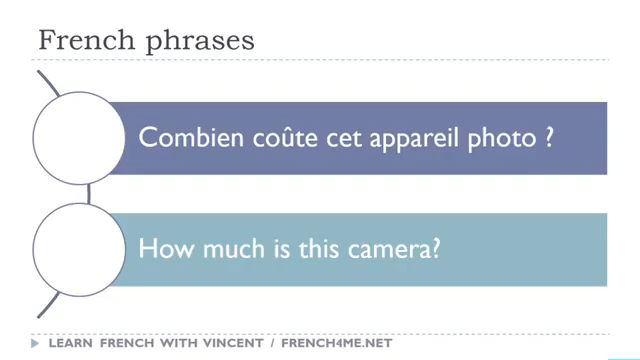 French phrases
Combien coûte cet appareil photo ?
How much is this camera?
LEARN FRENCH WITH VINCENT / FRENCH4ME.NET